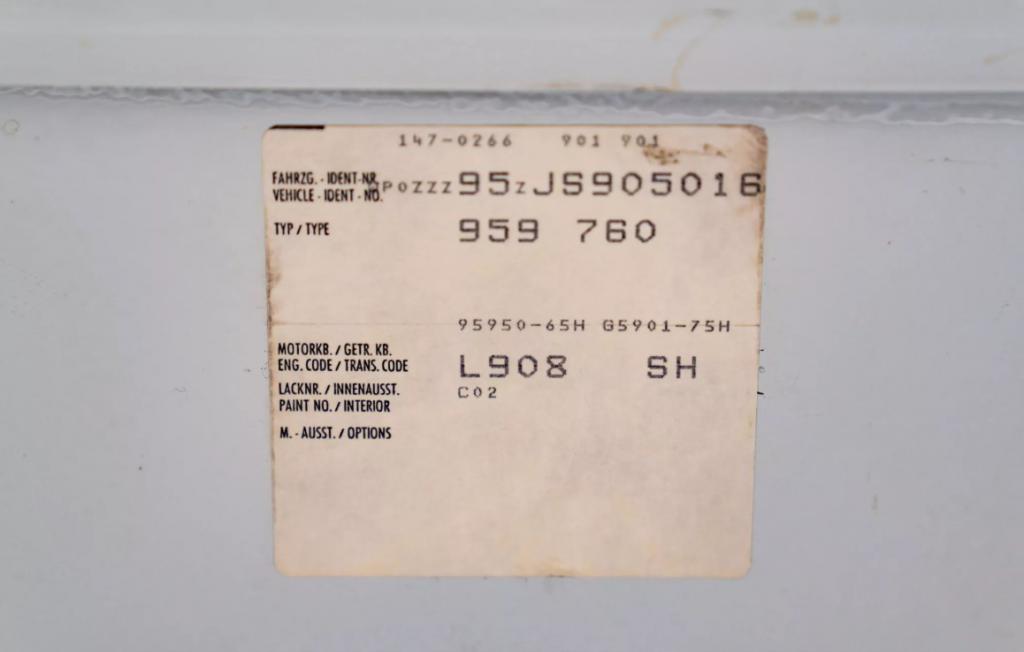 147-0266 901 901
FAHRZG. - IDENT-NR.
VEHICLE - IDENT - NO.
WP0ZZZ95ZJS905016
TYP / TYPE 959 760
95950-65H G5901-75H
MOTORKB. / GETR. KB.
ENG. CODE / TRANS. CODE L908 SH
LACKNR. / INNENAUSST. C02
PAINT NO. / INTERIOR
M. - AUSST. / OPTIONS